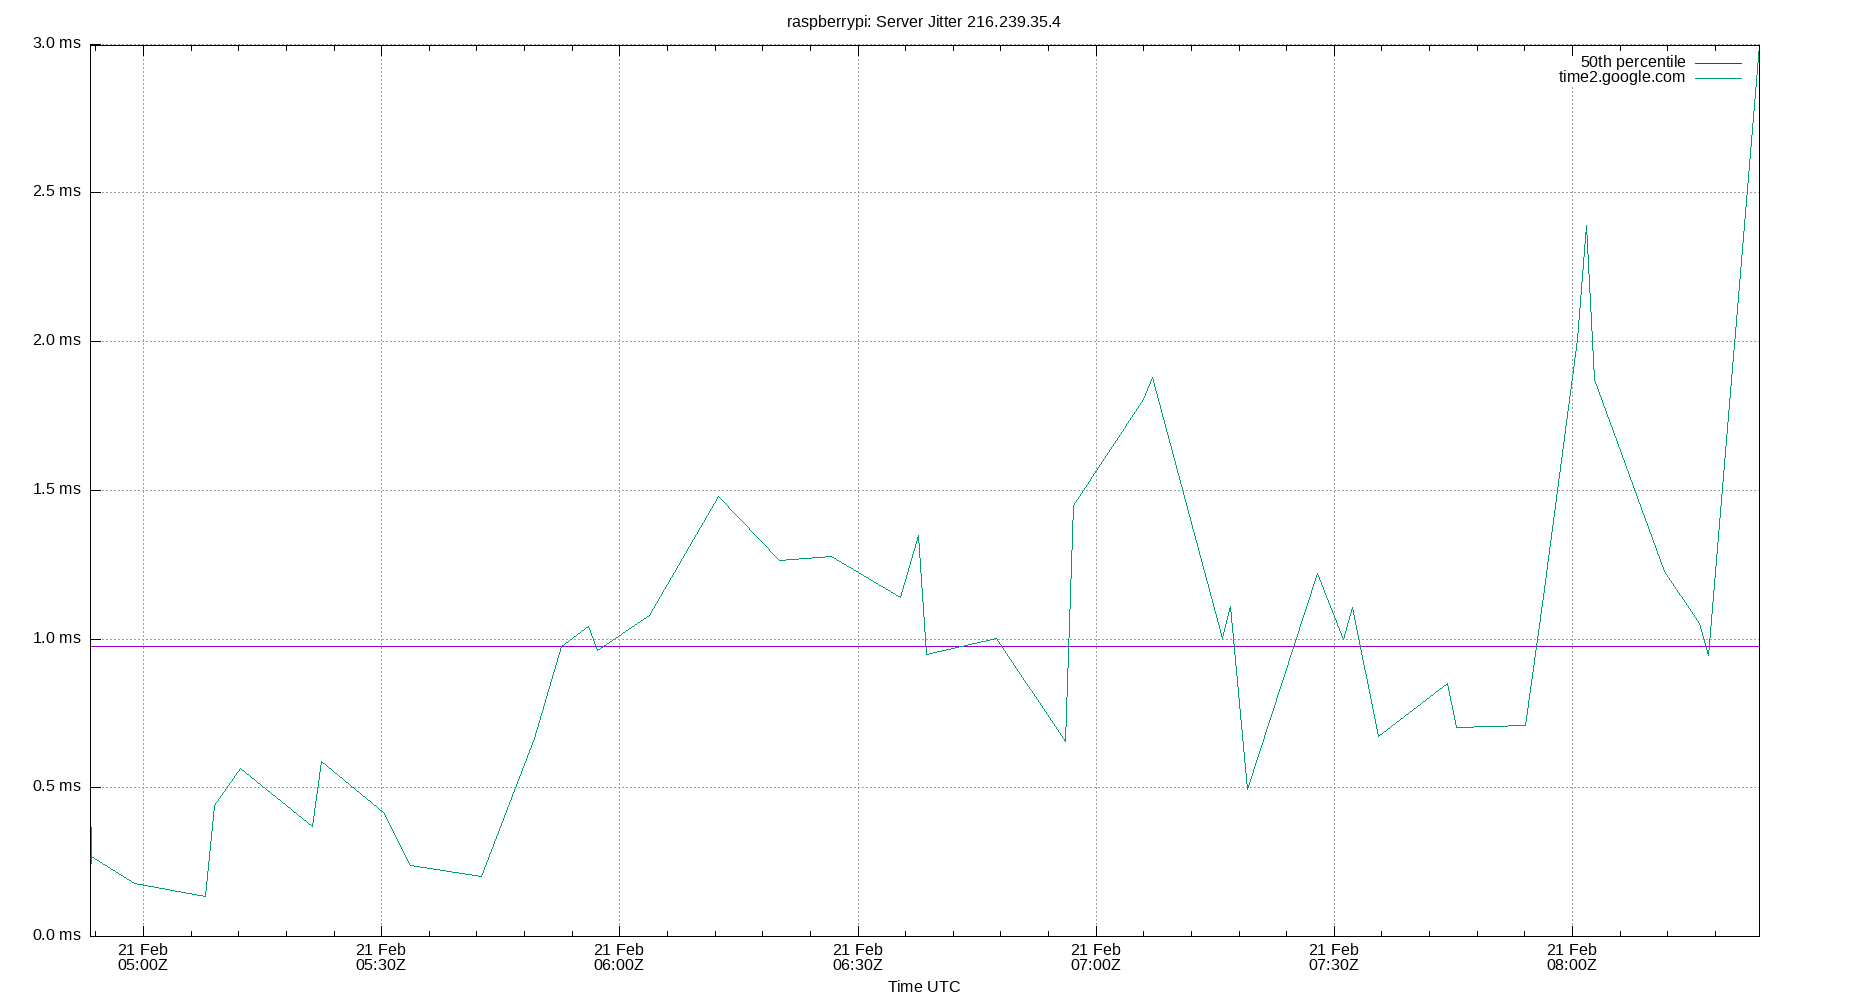 raspberrypi: Server Jitter 216.239.35.4
3.0 ms
50th percentile
time2.google.com
2.5 ms
2.0 ms
1.5 ms
1.0 ms
0.5 ms
0.0 ms
21 Feb 21 Feb 21 Feb 21 Feb 21 Feb 21 Feb 21 Feb
05:00Z 05:30Z 06:00Z 06:30Z 07:00Z 07:30Z 08:00Z
Time UTC